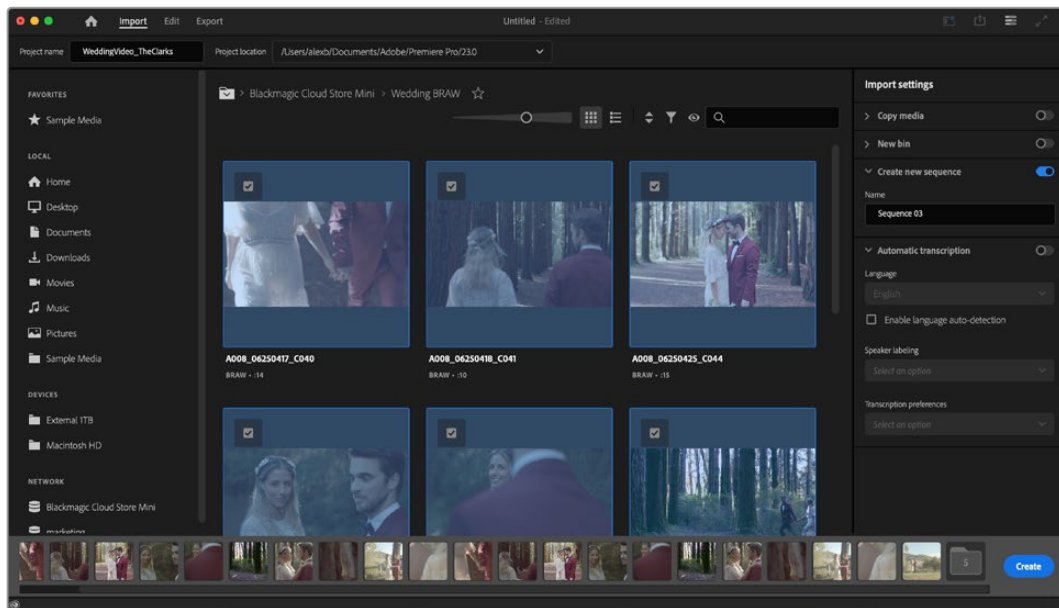 Import Edit Export Untitled - Edited
Project name WeddingVideo_TheClarks Project location /Users/alexb/Documents/Adobe/Premiere Pro/23.0
FAVORITES
Sample Media
LOCAL
Home
Desktop
Documents
Downloads
Movies
Music
Pictures
Sample Media
DEVICES
External 1TB
Macintosh HD
NETWORK
Blackmagic Cloud Store Mini
marketing
> Blackmagic Cloud Store Mini > Wedding BRAW
A008_06250417_C040
BRAW • :14
A008_06250418_C041
BRAW • :10
A008_06250425_C044
BRAW • :15
Import settings
Copy media
New bin
Create new sequence
Name
Sequence 03
Automatic transcription
Language
English
Enable language auto-detection
Speaker labeling
Select an option
Transcription preferences
Select an option
S
Create